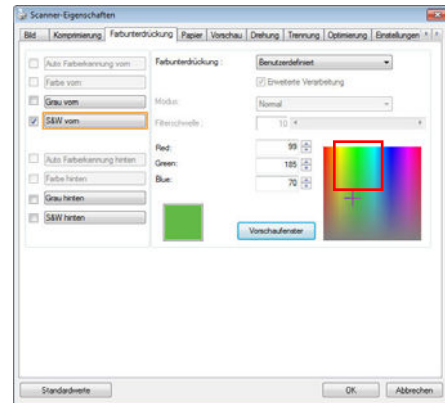 Scanner-Eigenschaften
Bild Komprimierung Farbunterdrückung Papier Vorschau Drehung Trennung Optimierung Einstellungen
Auto Farberkennung vorn
Farbe vorn
Grau vorn
S&W vorn
Auto Farberkennung hinten
Farbe hinten
Grau hinten
S&W hinten
Farbunterdrückung : Benutzerdefiniert
Erweiterte Verarbeitung
Modus: Normal
Filterschwelle : 10
Red: 99
Green: 185
Blue: 70
Vorschaufenster
Standardwerte OK Abbrechen